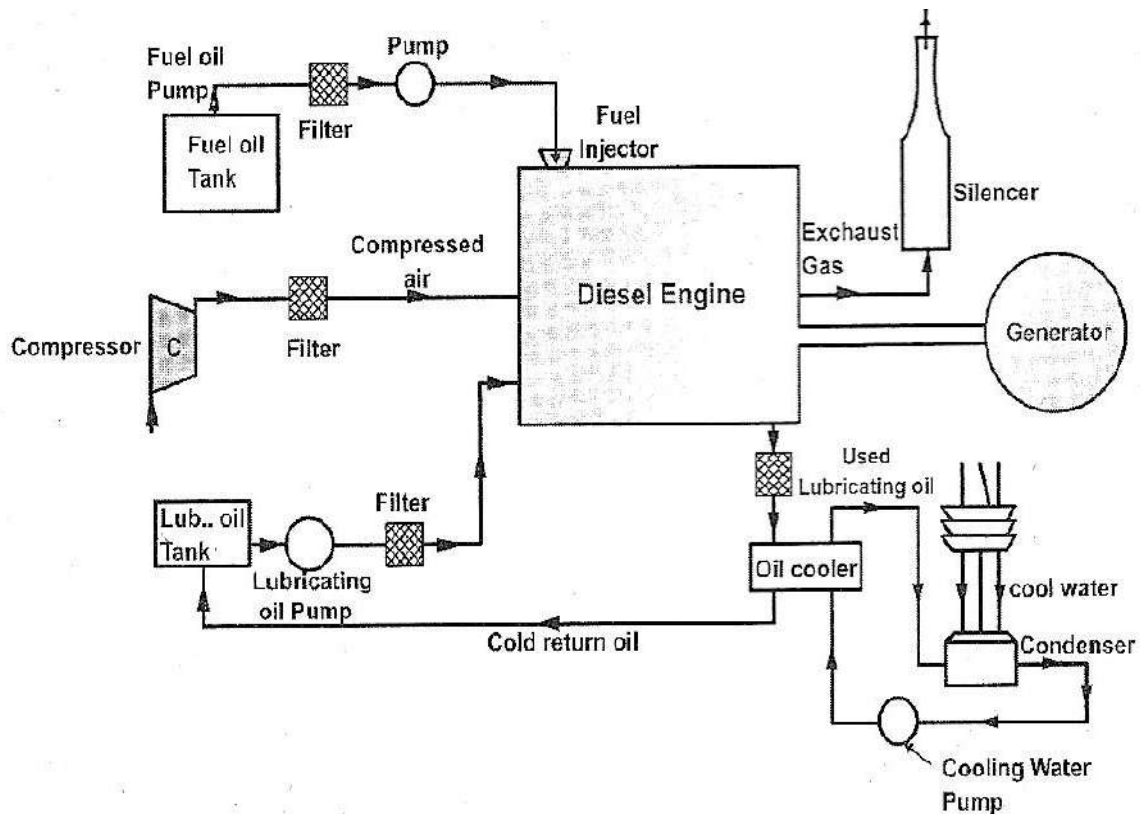 Pump
Fuel oil
Pump
Fuel oil
Tank
Filter
Fuel
Injector
Silencer
Compressed
air
Exchaust
Gas
Diesel Engine
Generator
Compressor
C
Filter
Used
Lubricating oil
Filter
Lub.. oil
Tank
Lubricating
oil Pump
Oil cooler
cool water
Cold return oil
Condenser
Cooling Water
Pump